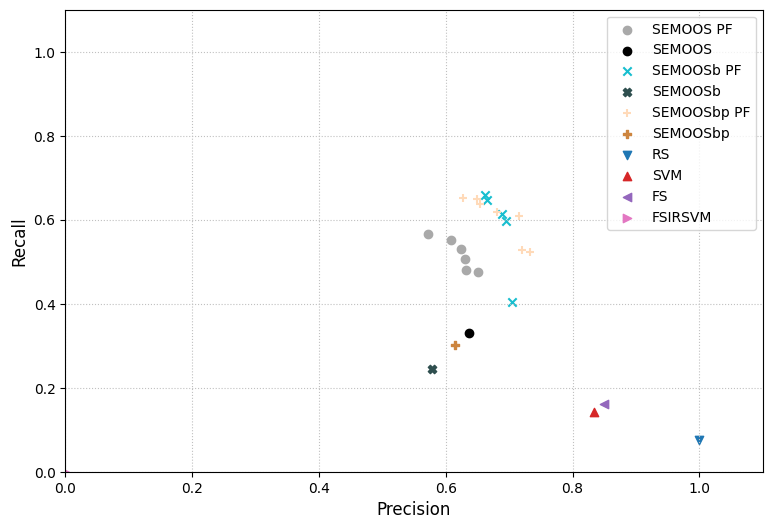 SEMOOS PF
SEMOOS
SEMOOSb PF
SEMOOSb
SEMOOSbp PF
SEMOOSbp
RS
SVM
FS
FSIRSVM
1.0
0.8
0.6
0.4
0.2
0.0
Recall
0.0 0.2 0.4 0.6 0.8 1.0
Precision